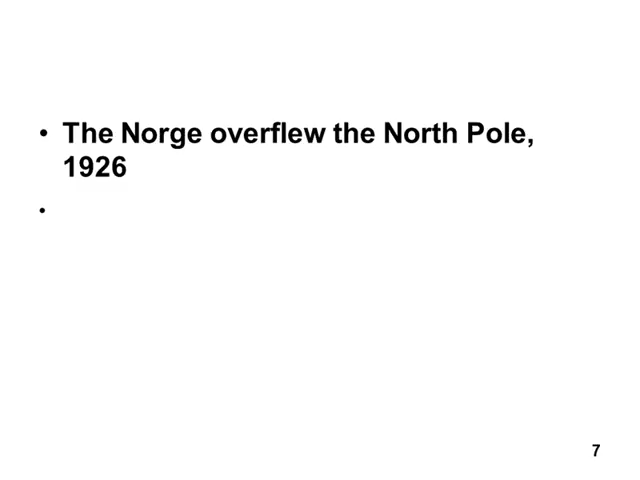 • The Norge overflew the North Pole,
1926
•
7